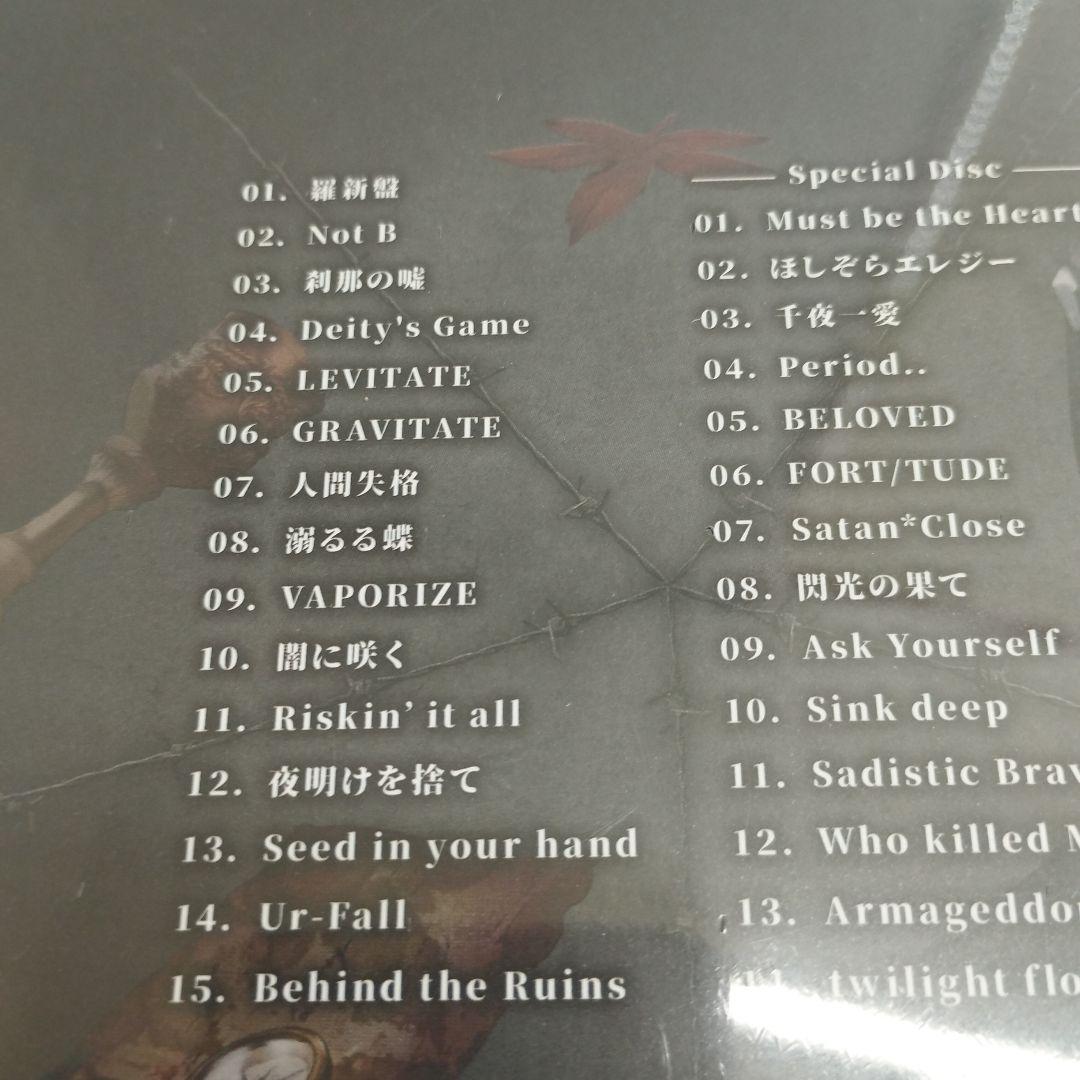 01. 羅新盤
02. Not B
03. 刹那の嘘
04. Deity's Game
05. LEVITATE
06. GRAVITATE
07. 人間失格
08. 溺るる蝶
09. VAPORIZE
10. 闇に咲く
11. Riskin' it all
12. 夜明けを捨て
13. Seed in your hand
14. Ur-Fall
15. Behind the Ruins
Special Disc
01. Must be the Heart
02. ほしぞらエレジー
03. 千夜一愛
04. Period..
05. BELOVED
06. FORT/TUDE
07. Satan*Close
08. 閃光の果て
09. Ask Yourself
10. Sink deep
11. Sadistic
12. Who killed
13.
twilight